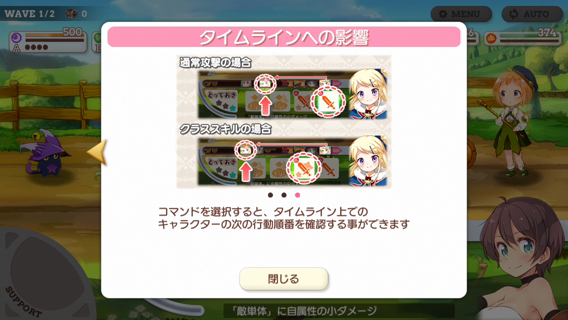 WAVE 1/2
0
MENU
AUTO
500
374
タイムラインへの影響
通常攻撃の場合
とっておき
クラススキルの場合
とっておき
コマンドを選択すると、タイムライン上での
キャラクターの次の行動順番を確認する事ができます
閉じる
SUPPORT
「敵単体」に自属性の小ダメージ